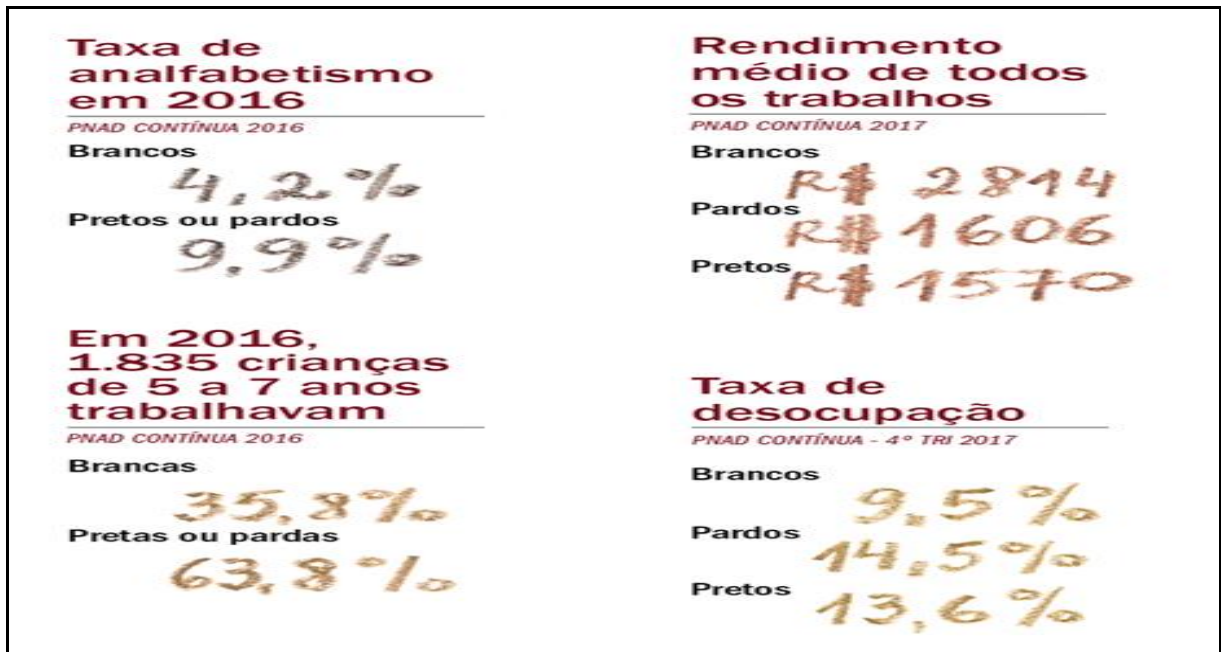 Taxa de
analfabetismo
em 2016
PNAD CONTÍNUA 2016
Brancos
4,2%
Pretos ou pardos
9,9%
Em 2016,
1.835 crianças
de 5 a 7 anos
trabalhavam
PNAD CONTÍNUA 2016
Brancas
35,8%
Pretas ou pardas
63,8%
Rendimento
médio de todos
os trabalhos
PNAD CONTÍNUA 2017
Brancos
R$ 2814
Pardos
R$ 1606
Pretos
R$ 1570
Taxa de
desocupação
PNAD CONTÍNUA - 4º TRI 2017
Brancos
9,5%
Pardos
14,5%
Pretos
13,6%